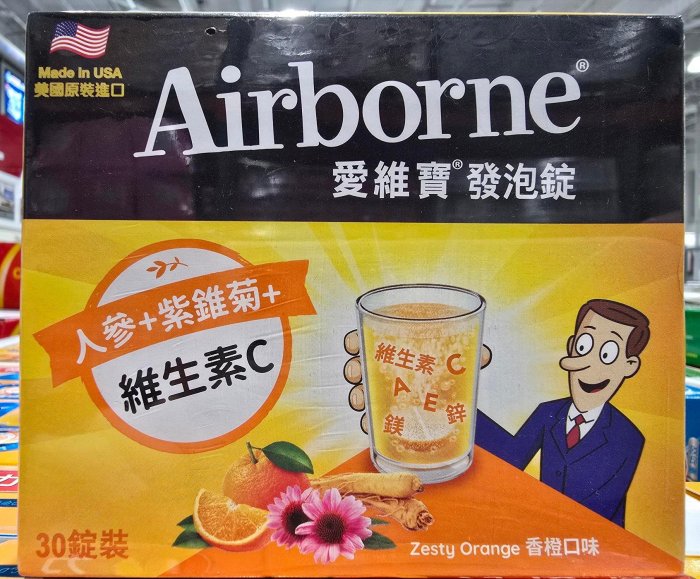 Made In USA
美國原裝進口
Airborne®
愛維寶® 發泡錠
人參+紫錐菊+
維生素C
維生素 C
A E
鎂 鋅
30錠裝
Zesty Orange 香橙口味